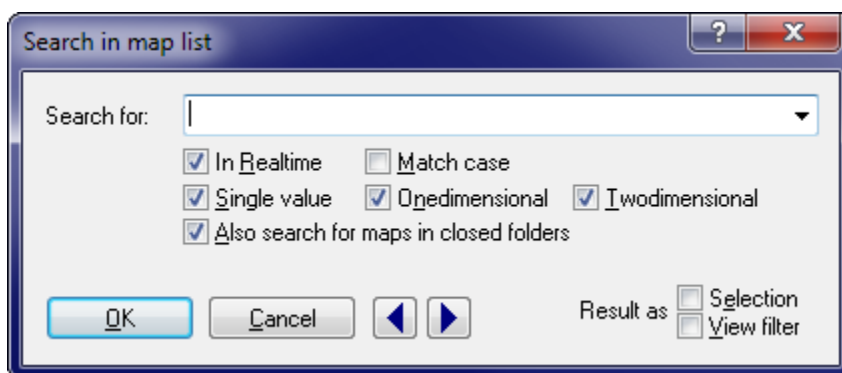 Search in map list ? X
Search for:
In Realtime Match case
Single value Onedimensional Twodimensional
Also search for maps in closed folders
OK Cancel Result as Selection
View filter